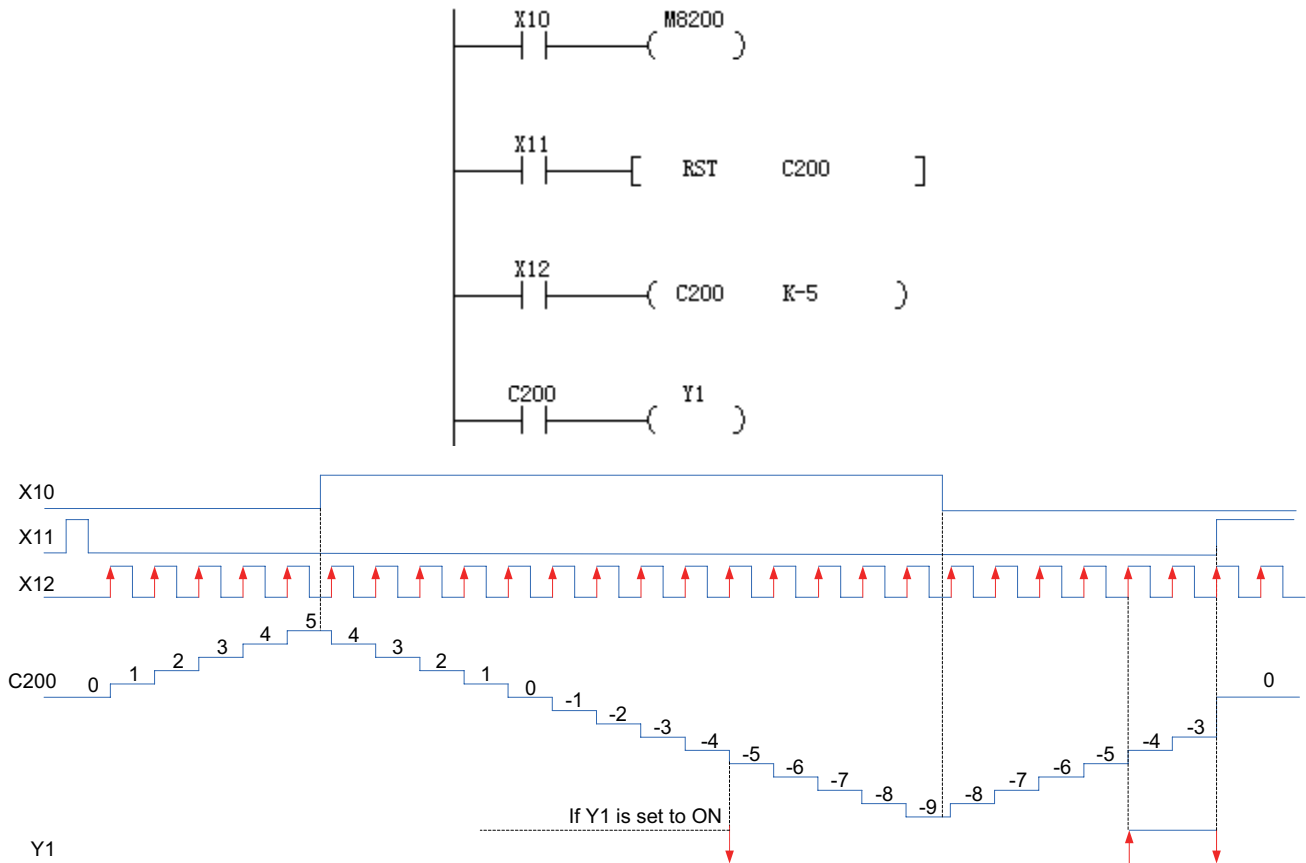 X10 M8200
X11 RST C200
X12 C200 K-5
C200 Y1
X10
X11
X12
C200 0 1 2 3 4 5 4 3 2 1 0 -1 -2 -3 -4 -5 -6 -7 -8 -9 -8 -7 -6 -5 -4 -3 0
If Y1 is set to ON
Y1